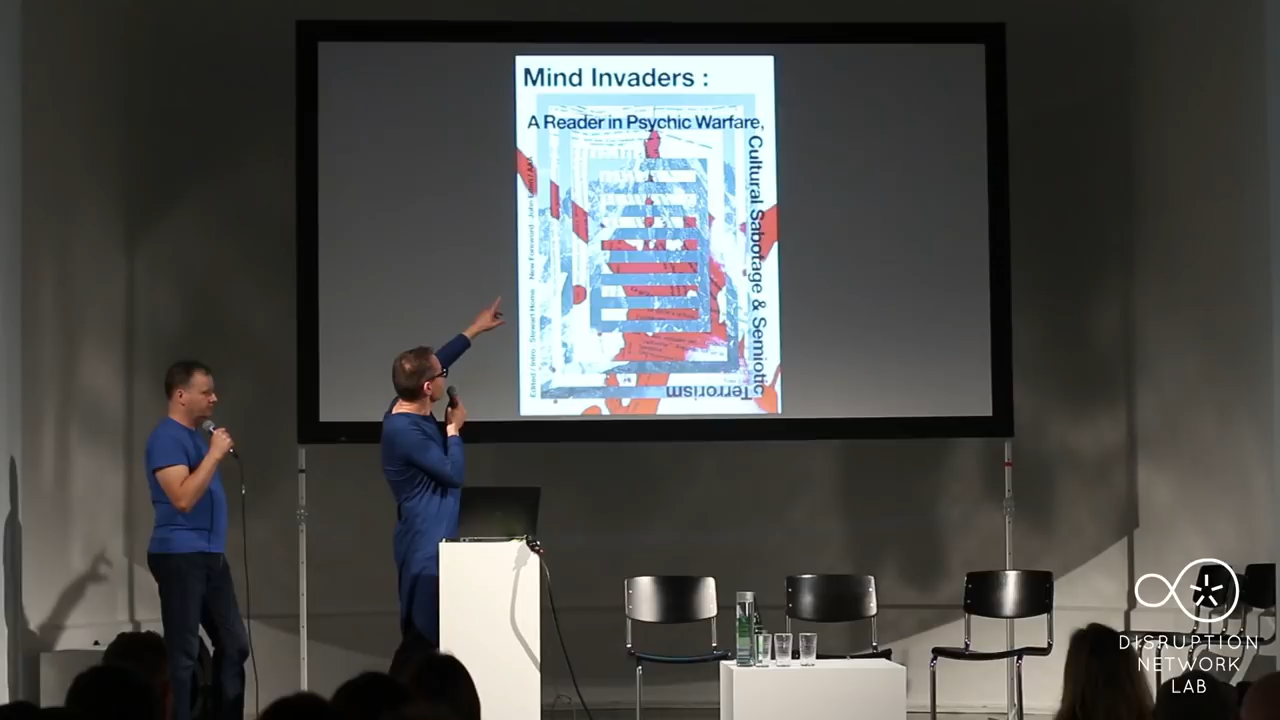 Mind Invaders :
A Reader in Psychic Warfare,
Cultural Sabotage & Semiotic
Terrorism
Edited / Intro Stewart Home New Foreword John
DISRUPTION
NETWORK
LAB